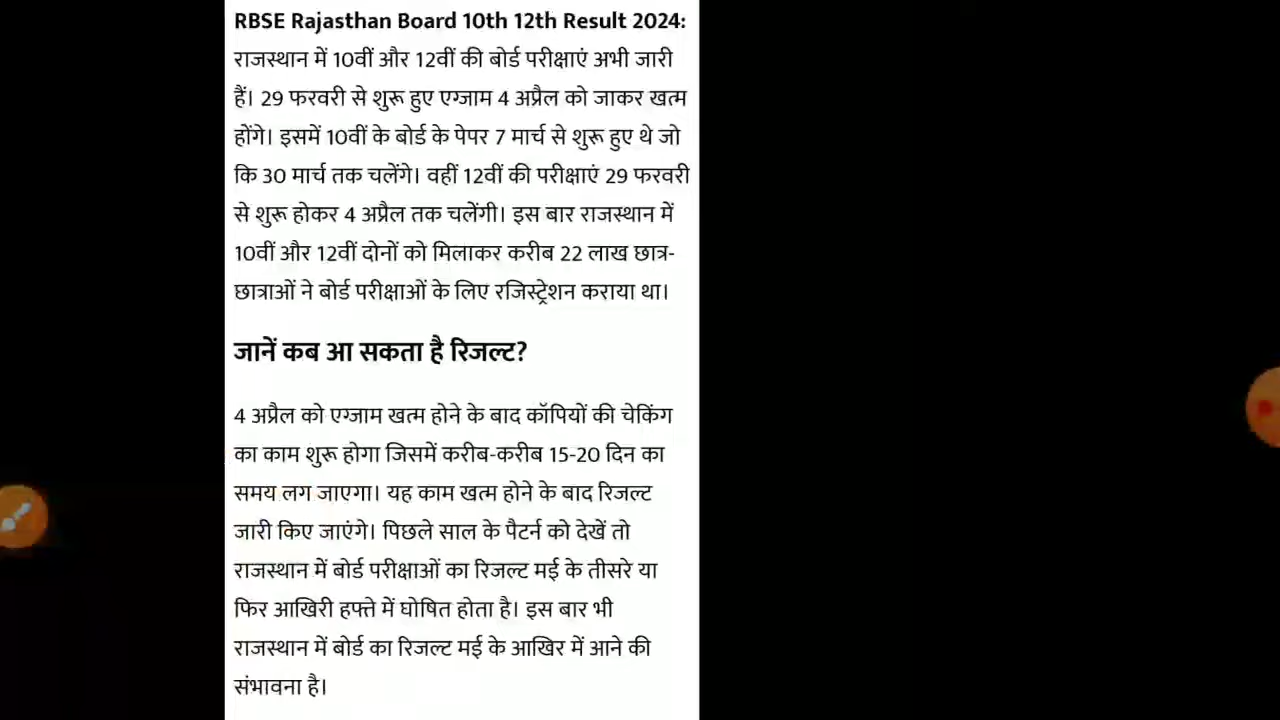 RBSE Rajasthan Board 10th 12th Result 2024:
राजस्थान में 10वीं और 12वीं की बोर्ड परीक्षाएं अभी जारी
हैं। 29 फरवरी से शुरू हुए एग्जाम 4 अप्रैल को जाकर खत्म
होंगे। इसमें 10वीं के बोर्ड के पेपर 7 मार्च से शुरू हुए थे जो
कि 30 मार्च तक चलेंगे। वहीं 12वीं की परीक्षाएं 29 फरवरी
से शुरू होकर 4 अप्रैल तक चलेंगी। इस बार राजस्थान में
10वीं और 12वीं दोनों को मिलाकर करीब 22 लाख छात्र-
छात्राओं ने बोर्ड परीक्षाओं के लिए रजिस्ट्रेशन कराया था।
जानें कब आ सकता है रिजल्ट?
4 अप्रैल को एग्जाम खत्म होने के बाद कॉपियों की चेकिंग
का काम शुरू होगा जिसमें करीब-करीब 15-20 दिन का
समय लग जाएगा। यह काम खत्म होने के बाद रिजल्ट
जारी किए जाएंगे। पिछले साल के पैटर्न को देखें तो
राजस्थान में बोर्ड परीक्षाओं का रिजल्ट मई के तीसरे या
फिर आखिरी हफ्ते में घोषित होता है। इस बार भी
राजस्थान में बोर्ड का रिजल्ट मई के आखिर में आने की
संभावना है।